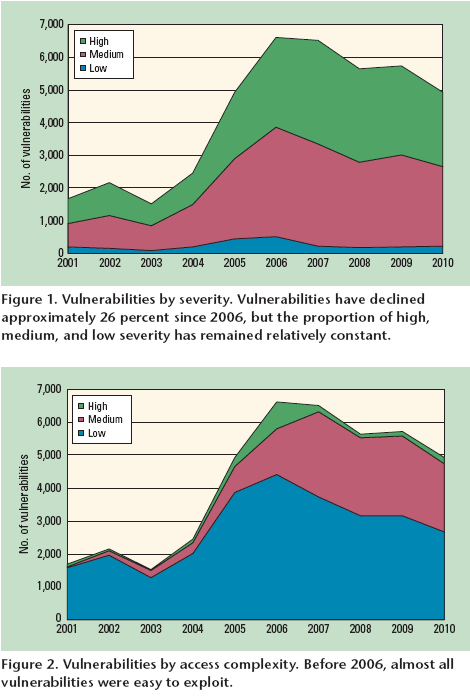 7,000
6,000
5,000
4,000
3,000
2,000
1,000
0
No. of vulnerabilities
High
Medium
Low
2001 2002 2003 2004 2005 2006 2007 2008 2009 2010
Figure 1. Vulnerabilities by severity. Vulnerabilities have declined
approximately 26 percent since 2006, but the proportion of high,
medium, and low severity has remained relatively constant.
7,000
6,000
5,000
4,000
3,000
2,000
1,000
0
No. of vulnerabilities
High
Medium
Low
2001 2002 2003 2004 2005 2006 2007 2008 2009 2010
Figure 2. Vulnerabilities by access complexity. Before 2006, almost all
vulnerabilities were easy to exploit.